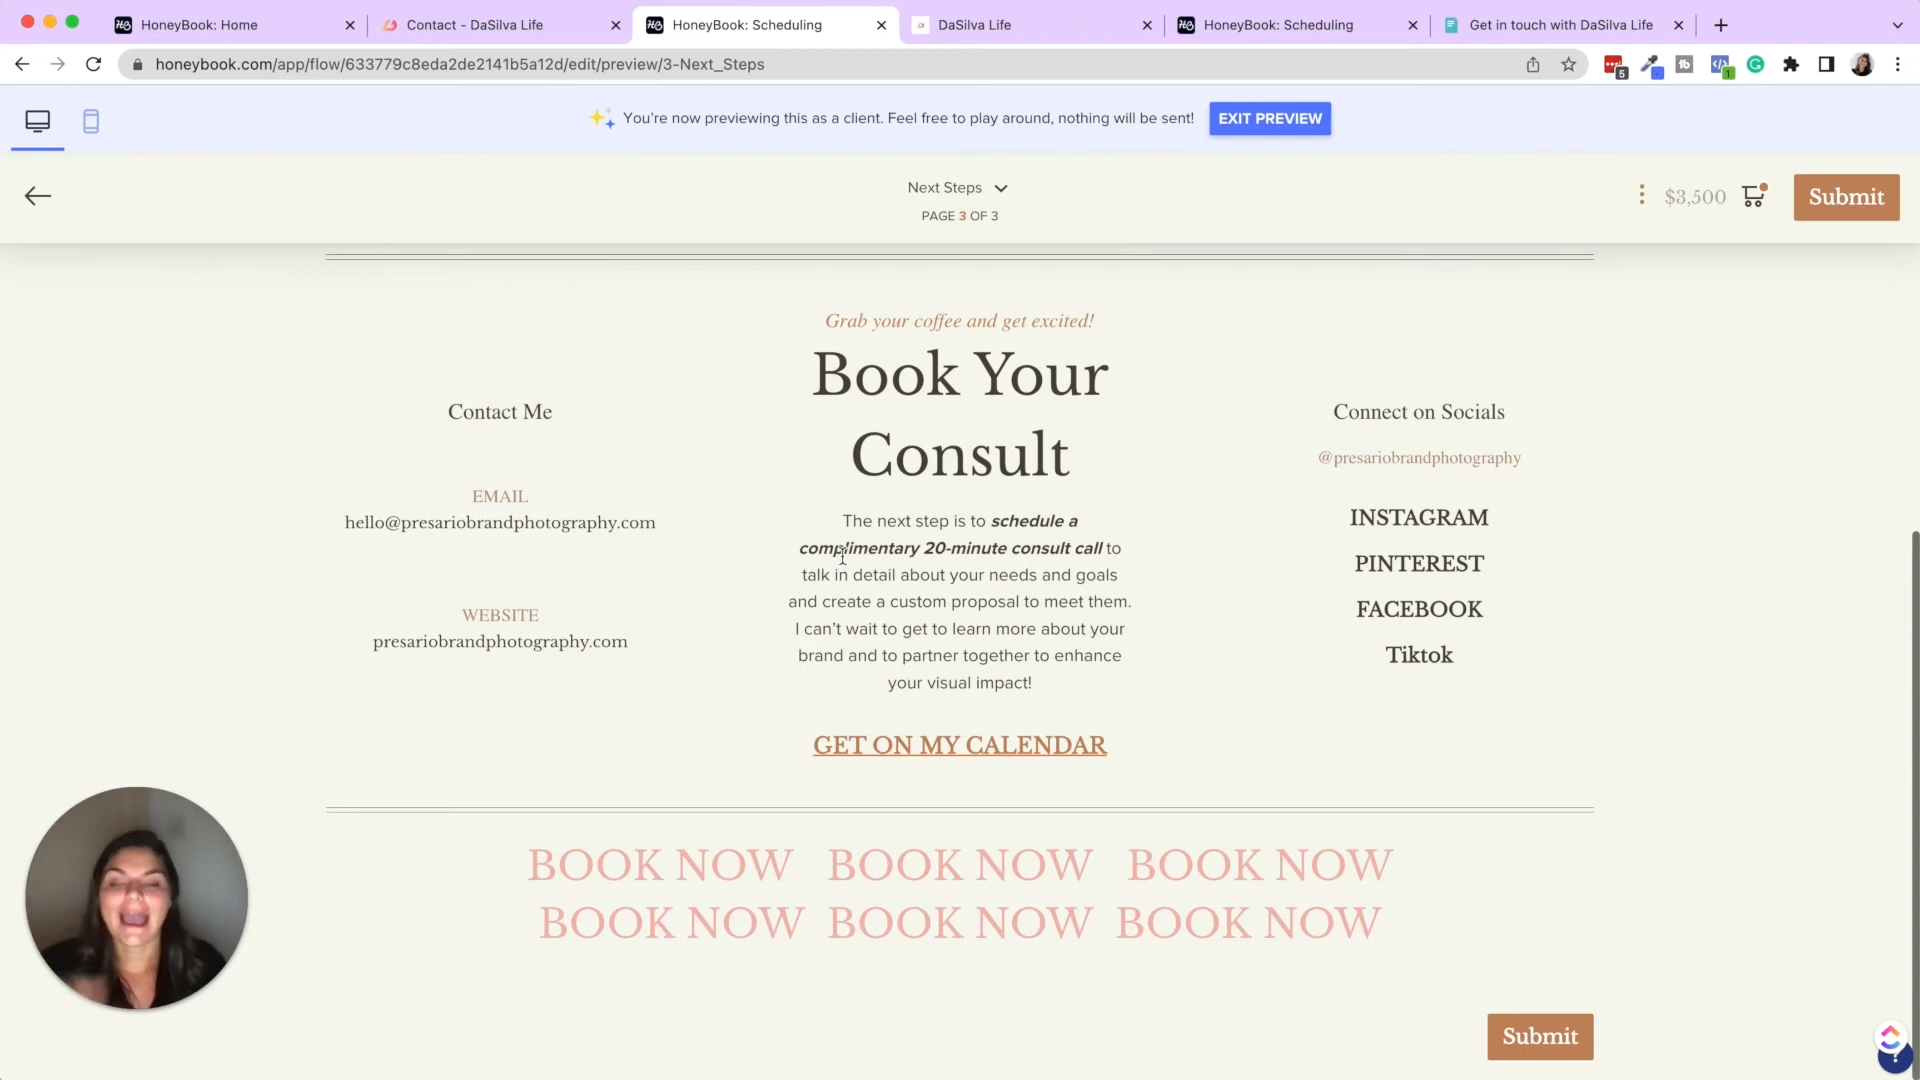 HoneyBook: Home
Contact - DaSilva Life
HoneyBook: Scheduling
DaSilva Life
HoneyBook: Scheduling
Get in touch with DaSilva Life
honeybook.com/app/flow/633779c8eda2de2141b5a12d/edit/preview/3-Next_Steps
5
1
You're now previewing this as a client. Feel free to play around, nothing will be sent!
EXIT PREVIEW
Next Steps
PAGE 3 OF 3
$3,500
Submit
Grab your coffee and get excited!
Book Your
Consult
Contact Me
EMAIL
hello@presariobrandphotography.com
WEBSITE
presariobrandphotography.com
The next step is to schedule a
complimentary 20-minute consult call to
talk in detail about your needs and goals
and create a custom proposal to meet them.
I can't wait to get to learn more about your
brand and to partner together to enhance
your visual impact!
GET ON MY CALENDAR
Connect on Socials
@presariobrandphotography
INSTAGRAM
PINTEREST
FACEBOOK
Tiktok
BOOK NOW BOOK NOW BOOK NOW
BOOK NOW BOOK NOW BOOK NOW
Submit